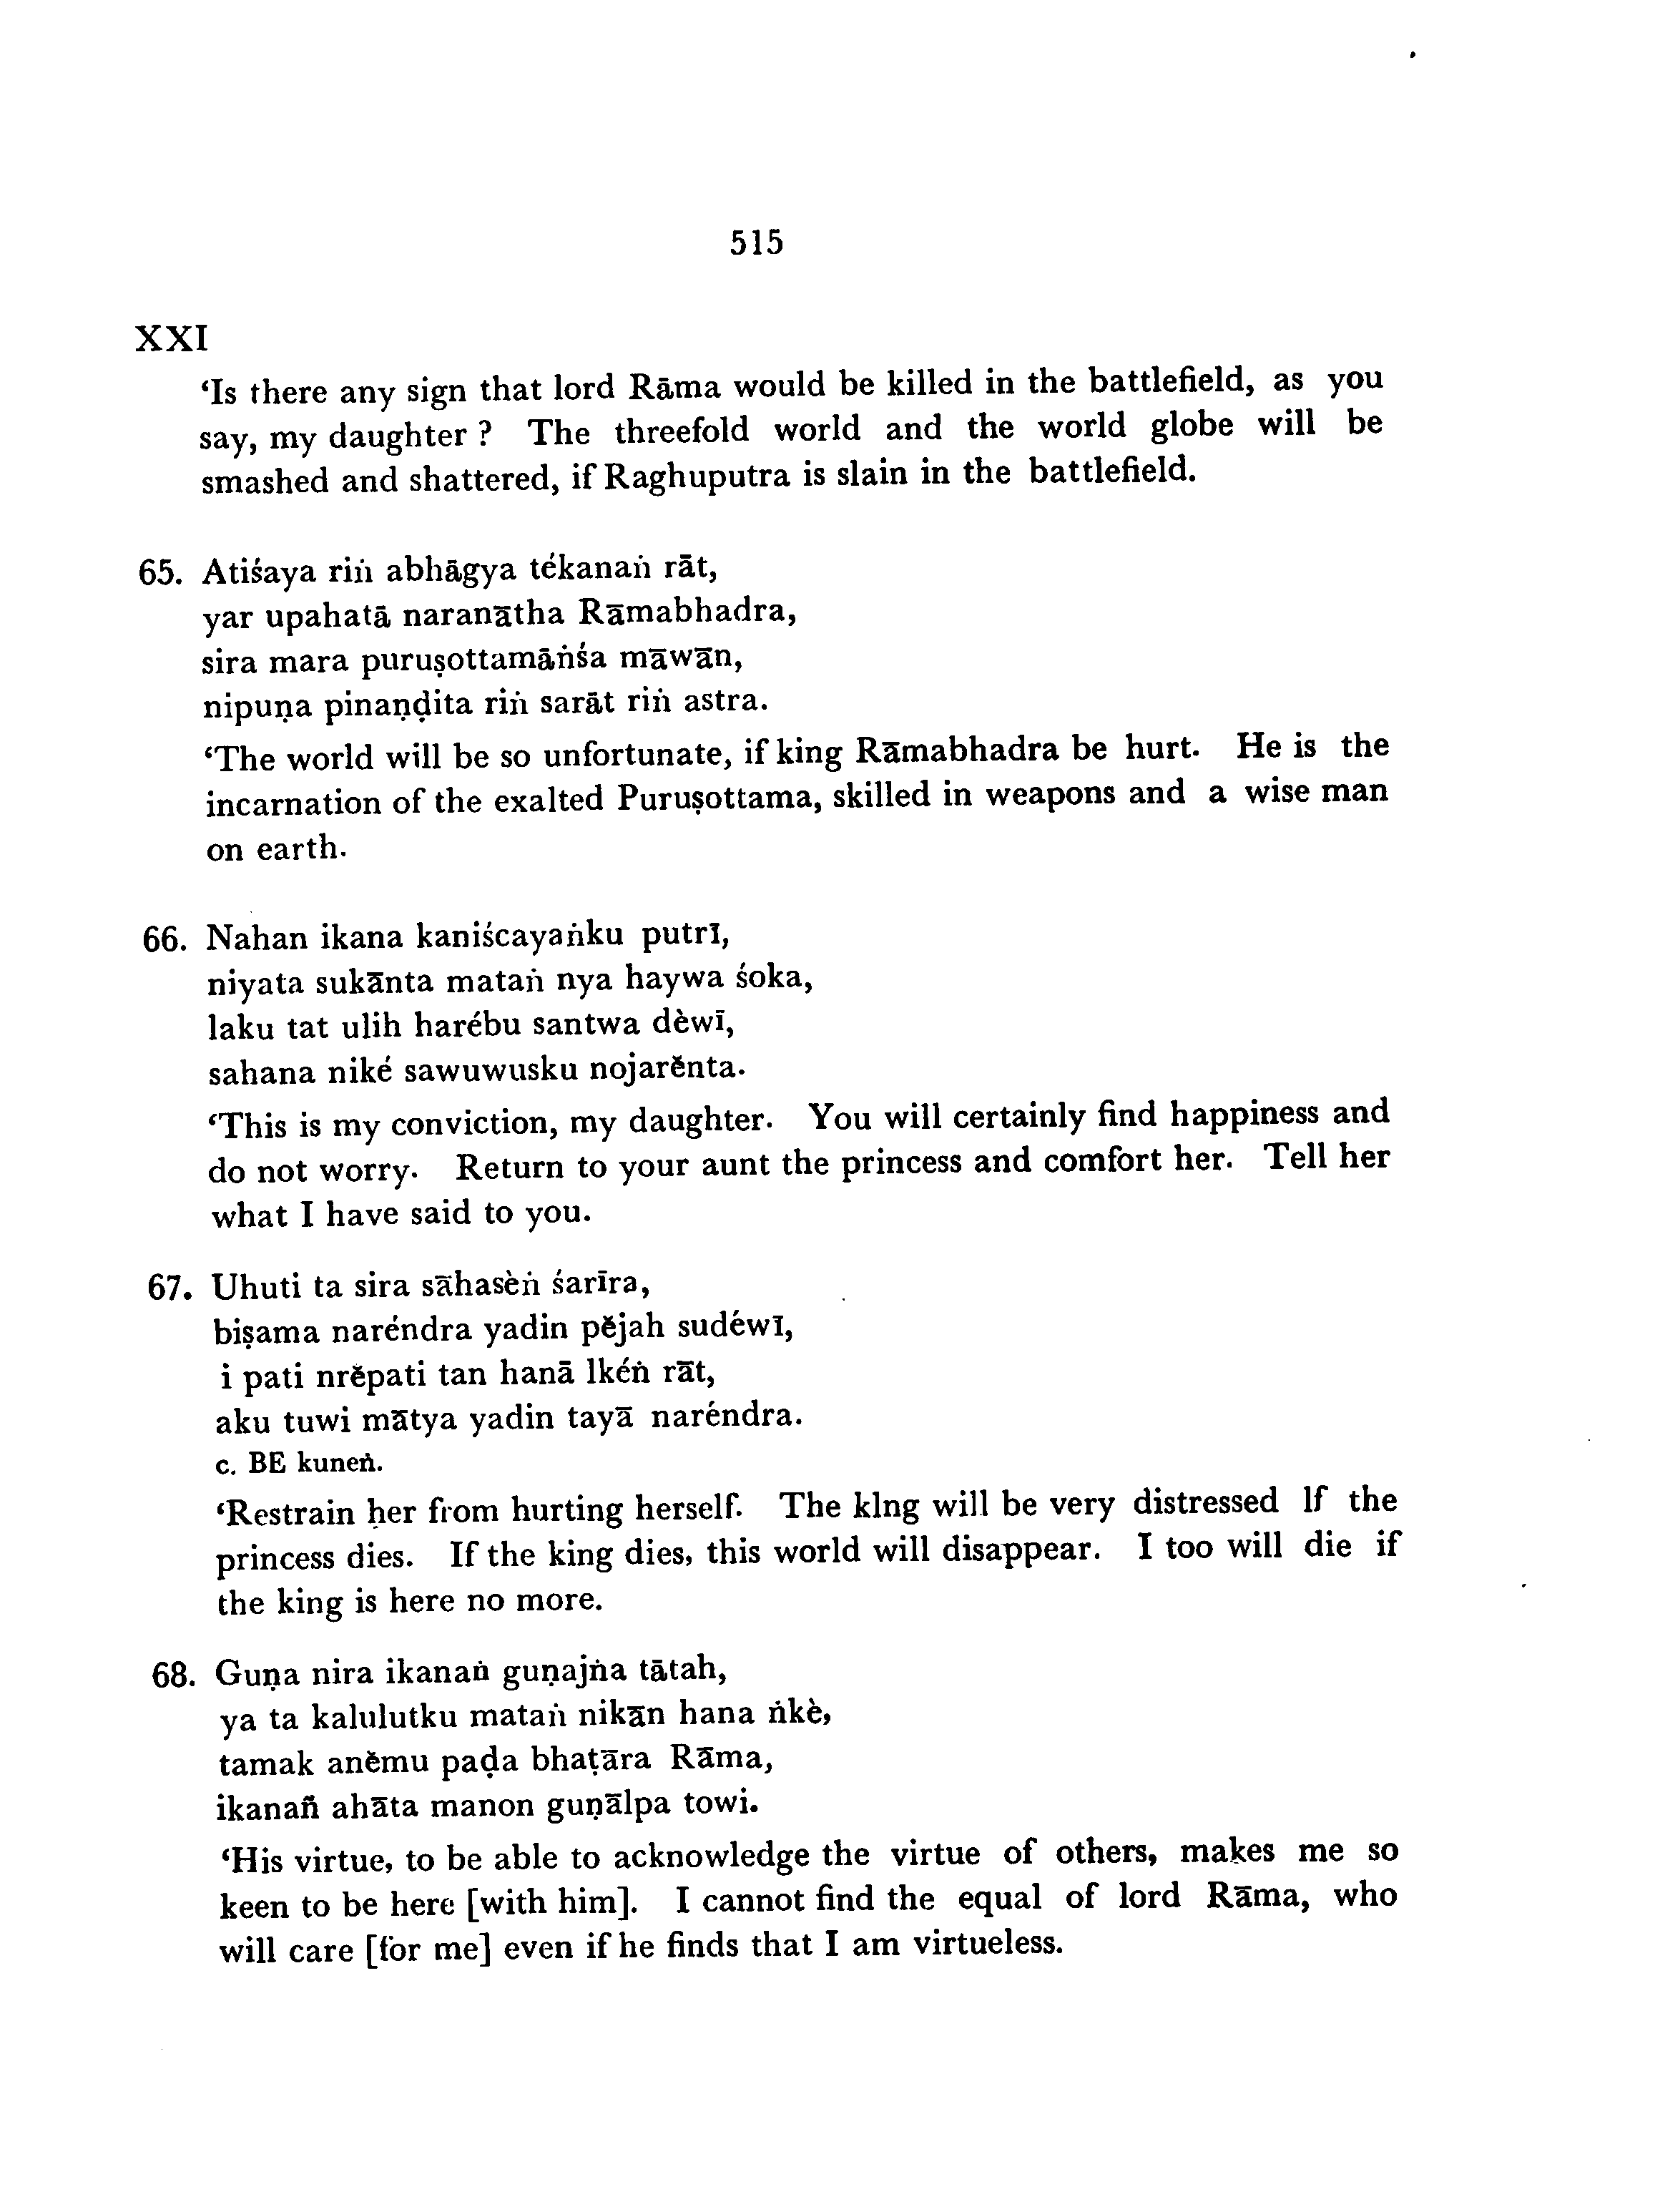 515
XXI
‘Is there any sign that lord Rāma would be killed in the battlefield, as you
say, my daughter ? The threefold world and the world globe will be
smashed and shattered, if Raghuputra is slain in the battlefield.
65. Atiśaya riṅ abhāgya tékanaṅ rāt,
yar upahatā naranātha Rāmabhadra,
sira mara puruṣottamāṅśa māwān,
nipuṇa pinaṇḍita riṅ sarāt riṅ astra.
‘The world will be so unfortunate, if king Rāmabhadra be hurt. He is the
incarnation of the exalted Puruṣottama, skilled in weapons and a wise man
on earth.
66. Nahan ikana kaniścayaṅku putrī,
niyata sukānta mataṅ nya haywa śoka,
laku tat ulih harébu santwa dèwī,
sahana niké sawuwusku nojarĕnta.
‘This is my conviction, my daughter. You will certainly find happiness and
do not worry. Return to your aunt the princess and comfort her. Tell her
what I have said to you.
67. Uhuti ta sira sāhasèṅ śarīra,
biṣama naréndra yadin pĕjah sudéwī,
i pati nrĕpati tan hanā lkéṅ rāt,
aku tuwi mātya yadin tayā naréndra.
c. BE kuneṅ.
‘Restrain ḥer from hurting herself. The klng will be very distressed lf the
princess dies. If the king dies, this world will disappear. I too will die if
the king is here no more.
68. Guṇa nira ikanaṅ guṇajṅa tātah,
ya ta kalulutku mataṅ nikān hana ṅkè,
tamak anĕmu paḍa bhaṭāra Rāma,
ikanañ ahāta manon guṇālpa towi.
‘His virtue, to be able to acknowledge the virtue of others, makes me so
keen to be here [with him]. I cannot find the equal of lord Rāma, who
will care [for me] even if he finds that I am virtueless.